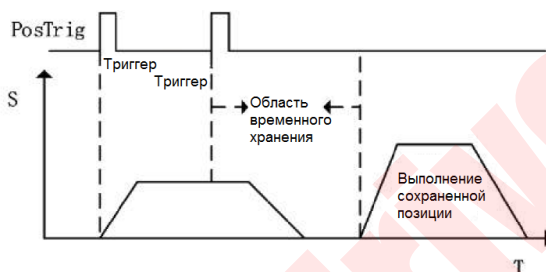 PosTrig
Триггер
Триггер
S
Область
временного
хранения
Выполнение
сохраненной
позиции
T